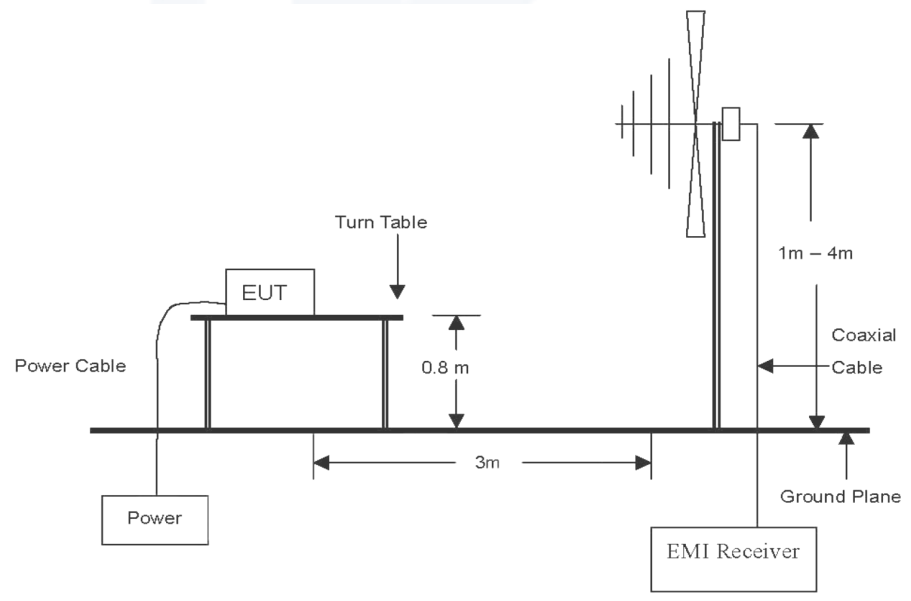 Turn Table
EUT
1m – 4m
Coaxial
Cable
Power Cable
0.8 m
3m
Ground Plane
Power
EMI Receiver